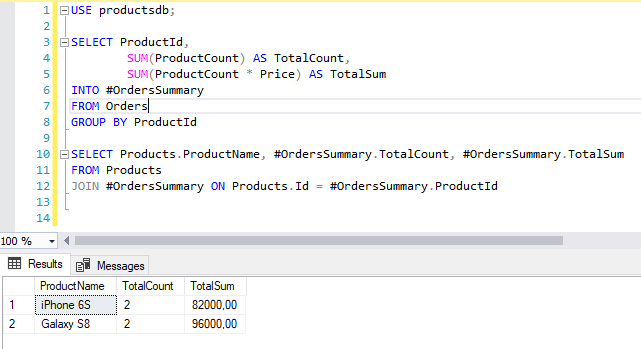 1 USE productsdb;
2
3 SELECT ProductId,
4 SUM(ProductCount) AS TotalCount,
5 SUM(ProductCount * Price) AS TotalSum
6 INTO #OrdersSummary
7 FROM Orders
8 GROUP BY ProductId
9
10 SELECT Products.ProductName, #OrdersSummary.TotalCount, #OrdersSummary.TotalSum
11 FROM Products
12 JOIN #OrdersSummary ON Products.Id = #OrdersSummary.ProductId
13
14
100 %
Results Messages
ProductName TotalCount TotalSum
1 iPhone 6S 2 82000,00
2 Galaxy S8 2 96000,00